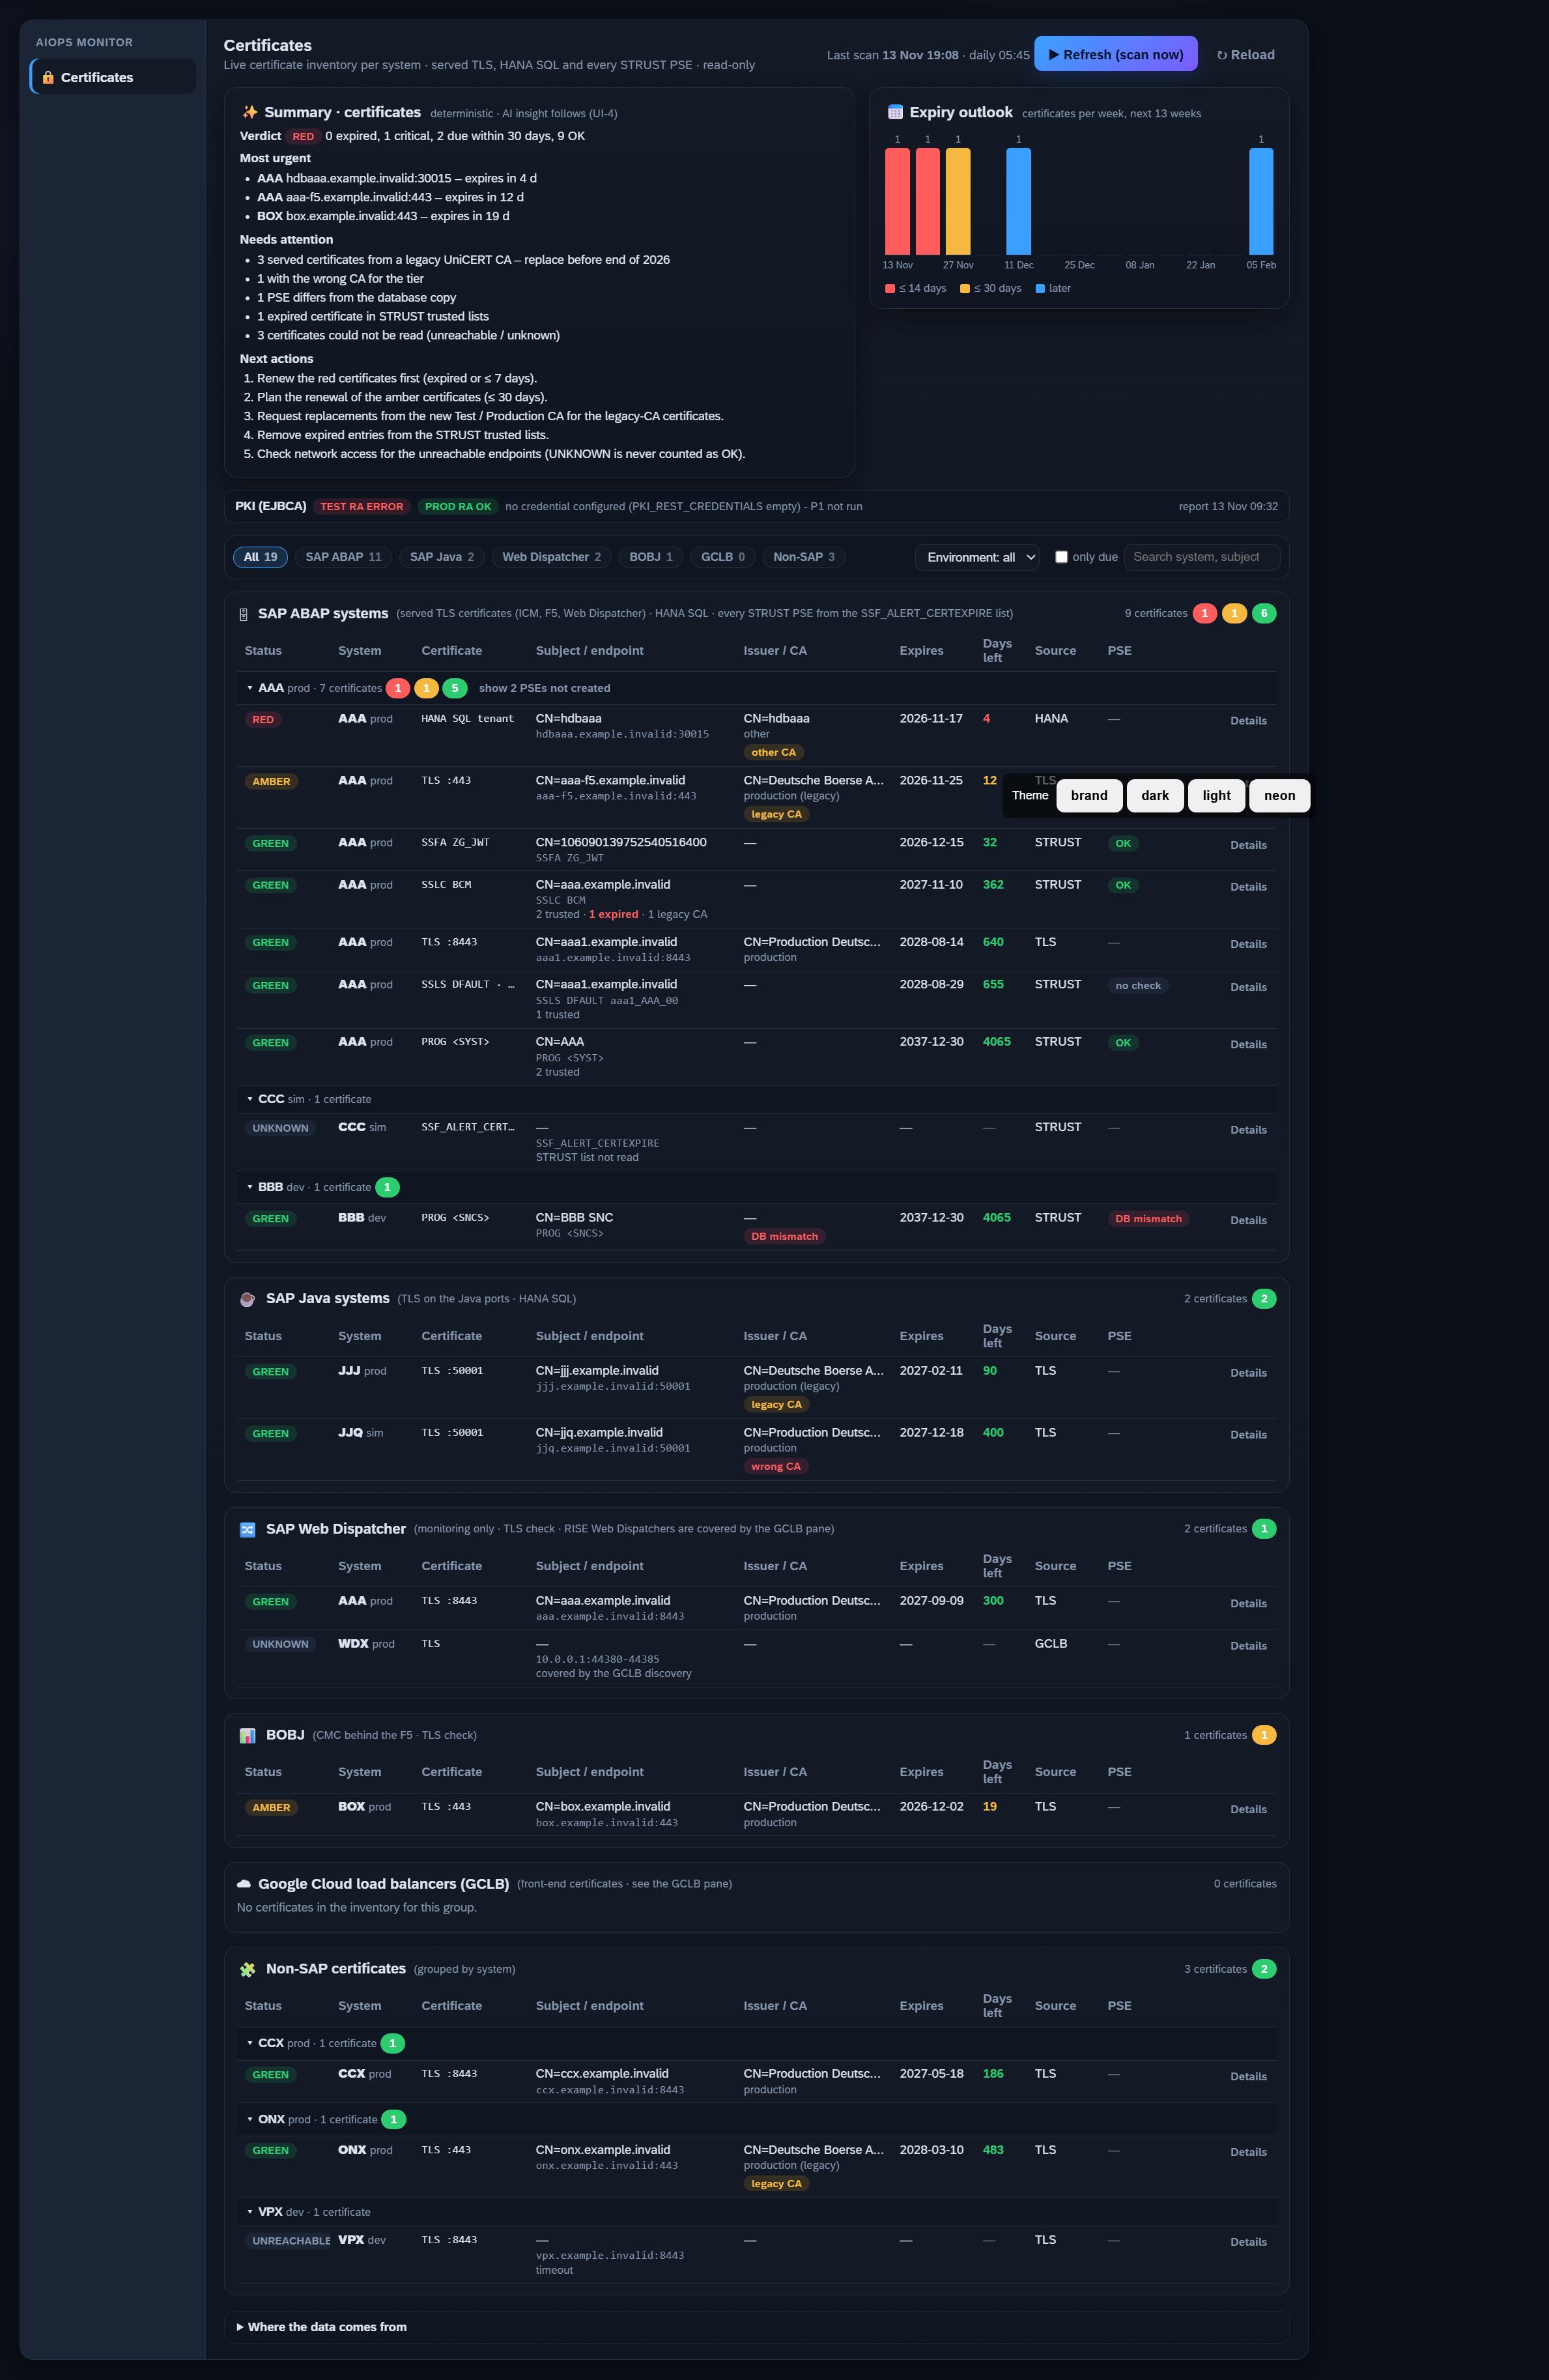 AIOPS MONITOR
Certificates
Certificates
Live certificate inventory per system · served TLS, HANA SQL and every STRUST PSE · read-only
Last scan 13 Nov 19:08 · daily 05:45
▶ Refresh (scan now)
↻ Reload
Summary · certificates deterministic · AI insight follows (UI-4)
Verdict RED 0 expired, 1 critical, 2 due within 30 days, 9 OK
Most urgent
• AAA hdbaaa.example.invalid:30015 – expires in 4 d
• AAA aaa-f5.example.invalid:443 – expires in 12 d
• BOX box.example.invalid:443 – expires in 19 d
Needs attention
• 3 served certificates from a legacy UniCERT CA – replace before end of 2026
• 1 with the wrong CA for the tier
• 1 PSE differs from the database copy
• 1 expired certificate in STRUST trusted lists
• 3 certificates could not be read (unreachable / unknown)
Next actions
1. Renew the red certificates first (expired or ≤ 7 days).
2. Plan the renewal of the amber certificates (≤ 30 days).
3. Request replacements from the new Test / Production CA for the legacy-CA certificates.
4. Remove expired entries from the STRUST trusted lists.
5. Check network access for the unreachable endpoints (UNKNOWN is never counted as OK).
Expiry outlook certificates per week, next 13 weeks
1 1 1 1 1
13 Nov 27 Nov 11 Dec 25 Dec 08 Jan 22 Jan 05 Feb
≤ 14 days ≤ 30 days later
PKI (EJBCA) TEST RA ERROR PROD RA OK no credential configured (PKI_REST_CREDENTIALS empty) - P1 not run report 13 Nov 09:32
All 19 SAP ABAP 11 SAP Java 2 Web Dispatcher 2 BOBJ 1 GCLB 0 Non-SAP 3 Environment: all only due Search system, subject
SAP ABAP systems (served TLS certificates (ICM, F5, Web Dispatcher) · HANA SQL · every STRUST PSE from the SSF_ALERT_CERTEXPIRE list) 9 certificates 1 1 6
Status System Certificate Subject / endpoint Issuer / CA Expires Days left Source PSE
▾ AAA prod · 7 certificates 1 1 5 show 2 PSEs not created
RED AAA prod HANA SQL tenant CN=hdbaaa CN=hdbaaa 2026-11-17 4 HANA — Details
hdbaaa.example.invalid:30015 other
other CA
AMBER AAA prod TLS :443 CN=aaa-f5.example.invalid CN=Deutsche Boerse A... 2026-11-25 12 TLS
aaa-f5.example.invalid:443 production (legacy)
legacy CA
Theme brand dark light neon
GREEN AAA prod SSFA ZG_JWT CN=106090139752540516400 — 2026-12-15 32 STRUST OK Details
SSFA ZG_JWT
GREEN AAA prod SSLC BCM CN=aaa.example.invalid — 2027-11-10 362 STRUST OK Details
SSLC BCM
2 trusted · 1 expired · 1 legacy CA
GREEN AAA prod TLS :8443 CN=aaa1.example.invalid CN=Production Deutsc... 2028-08-14 640 TLS — Details
aaa1.example.invalid:8443 production
GREEN AAA prod SSLS DFAULT - … CN=aaa1.example.invalid — 2028-08-29 655 STRUST no check Details
SSLS DFAULT aaa1_AAA_00
1 trusted
GREEN AAA prod PROG <SYST> CN=AAA — 2037-12-30 4065 STRUST OK Details
PROG <SYST>
2 trusted
▾ CCC sim · 1 certificate
UNKNOWN CCC sim SSF_ALERT_CERT… — — — — STRUST — Details
SSF_ALERT_CERTEXPIRE
STRUST list not read
▾ BBB dev · 1 certificate 1
GREEN BBB dev PROG <SNCS> CN=BBB SNC — 2037-12-30 4065 STRUST DB mismatch Details
PROG <SNCS> DB mismatch
SAP Java systems (TLS on the Java ports · HANA SQL) 2 certificates 2
Status System Certificate Subject / endpoint Issuer / CA Expires Days left Source PSE
GREEN JJJ prod TLS :50001 CN=jjj.example.invalid CN=Deutsche Boerse A... 2027-02-11 90 TLS — Details
jjj.example.invalid:50001 production (legacy)
legacy CA
GREEN JJQ sim TLS :50001 CN=jjq.example.invalid CN=Production Deutsc... 2027-12-18 400 TLS — Details
jjq.example.invalid:50001 production
wrong CA
SAP Web Dispatcher (monitoring only · TLS check · RISE Web Dispatchers are covered by the GCLB pane) 2 certificates 1
Status System Certificate Subject / endpoint Issuer / CA Expires Days left Source PSE
GREEN AAA prod TLS :8443 CN=aaa.example.invalid CN=Production Deutsc... 2027-09-09 300 TLS — Details
aaa.example.invalid:8443 production
UNKNOWN WDX prod TLS — — — — GCLB — Details
10.0.0.1:44380-44385
covered by the GCLB discovery
BOBJ (CMC behind the F5 · TLS check) 1 certificates 1
Status System Certificate Subject / endpoint Issuer / CA Expires Days left Source PSE
AMBER BOX prod TLS :443 CN=box.example.invalid CN=Production Deutsc... 2026-12-02 19 TLS — Details
box.example.invalid:443 production
Google Cloud load balancers (GCLB) (front-end certificates · see the GCLB pane) 0 certificates
No certificates in the inventory for this group.
Non-SAP certificates (grouped by system) 3 certificates 2
Status System Certificate Subject / endpoint Issuer / CA Expires Days left Source PSE
▾ CCX prod · 1 certificate 1
GREEN CCX prod TLS :8443 CN=ccx.example.invalid CN=Production Deutsc... 2027-05-18 186 TLS — Details
ccx.example.invalid:8443 production
▾ ONX prod · 1 certificate 1
GREEN ONX prod TLS :443 CN=onx.example.invalid CN=Deutsche Boerse A... 2028-03-10 483 TLS — Details
onx.example.invalid:443 production (legacy)
legacy CA
▾ VPX dev · 1 certificate
UNREACHABLE VPX dev TLS :8443 — — — — TLS — Details
vpx.example.invalid:8443
timeout
▶ Where the data comes from